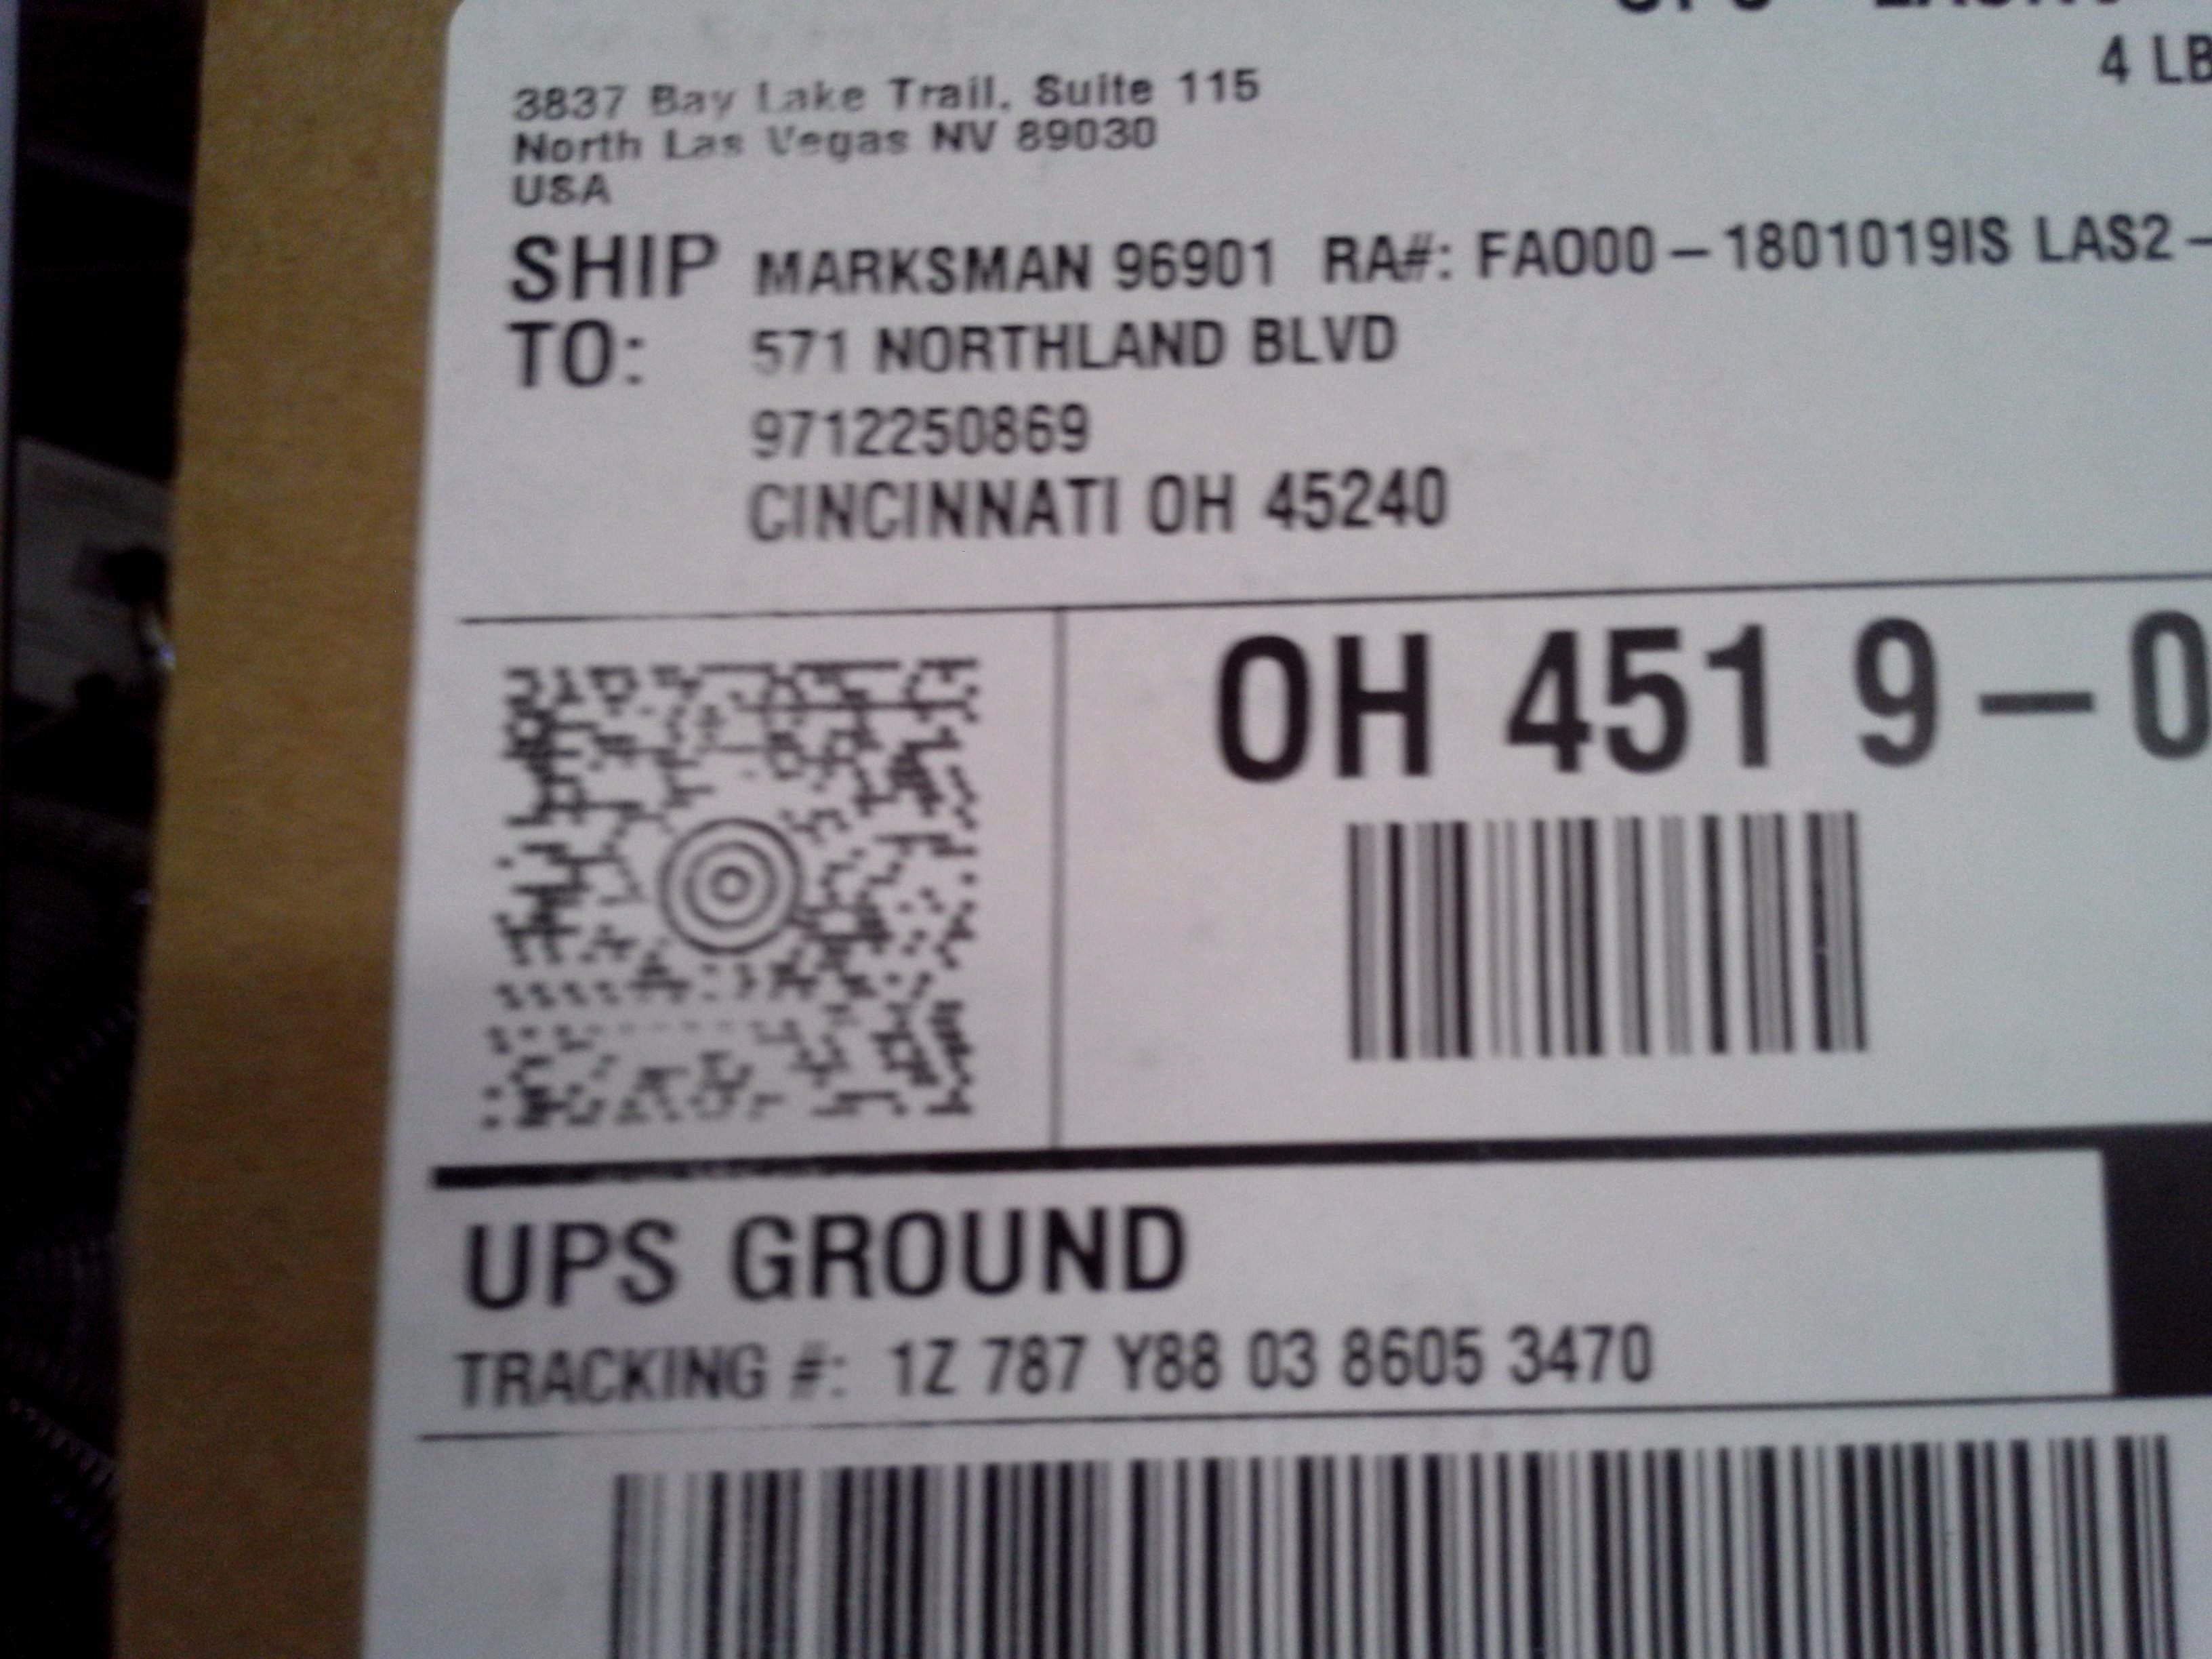 4 LB
3837 Bay Lake Trail, Suite 115
North Las Vegas NV 89030
USA
SHIP TO:
MARKSMAN 96901 RA#: FAO00-1801019IS LAS2-
571 NORTHLAND BLVD
9712250869
CINCINNATI OH 45240
OH 451 9-0
UPS GROUND
TRACKING #: 1Z 787 Y88 03 8605 3470